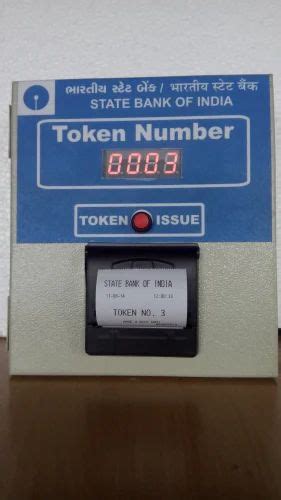 ભારતીય સ્ટેટ બેંક / भारतीय स्टेट बैंक
STATE BANK OF INDIA
Token Number
0003
TOKEN ISSUE
STATE BANK OF INDIA
TOKEN NO. 3